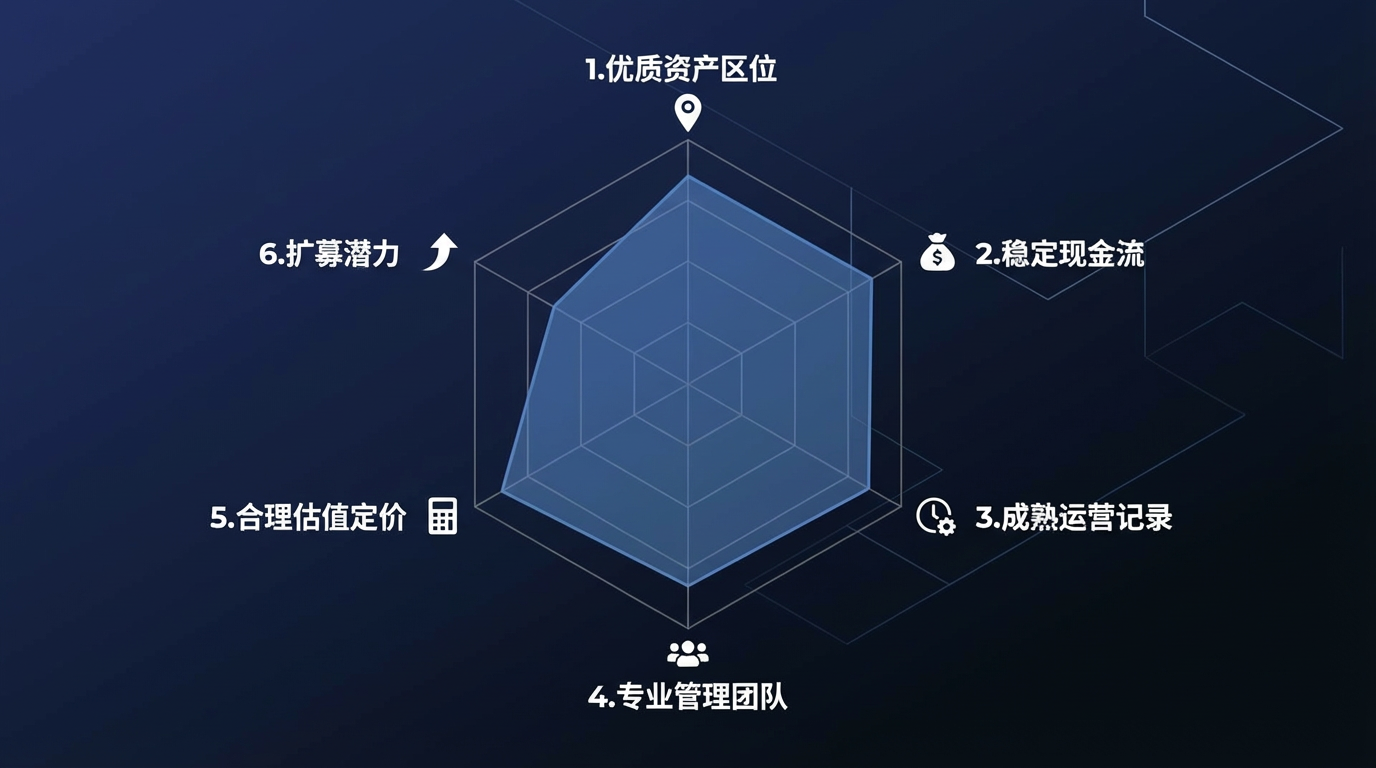 1.优质资产区位
2.稳定现金流
3.成熟运营记录
4.专业管理团队
5.合理估值定价
6.扩募潜力